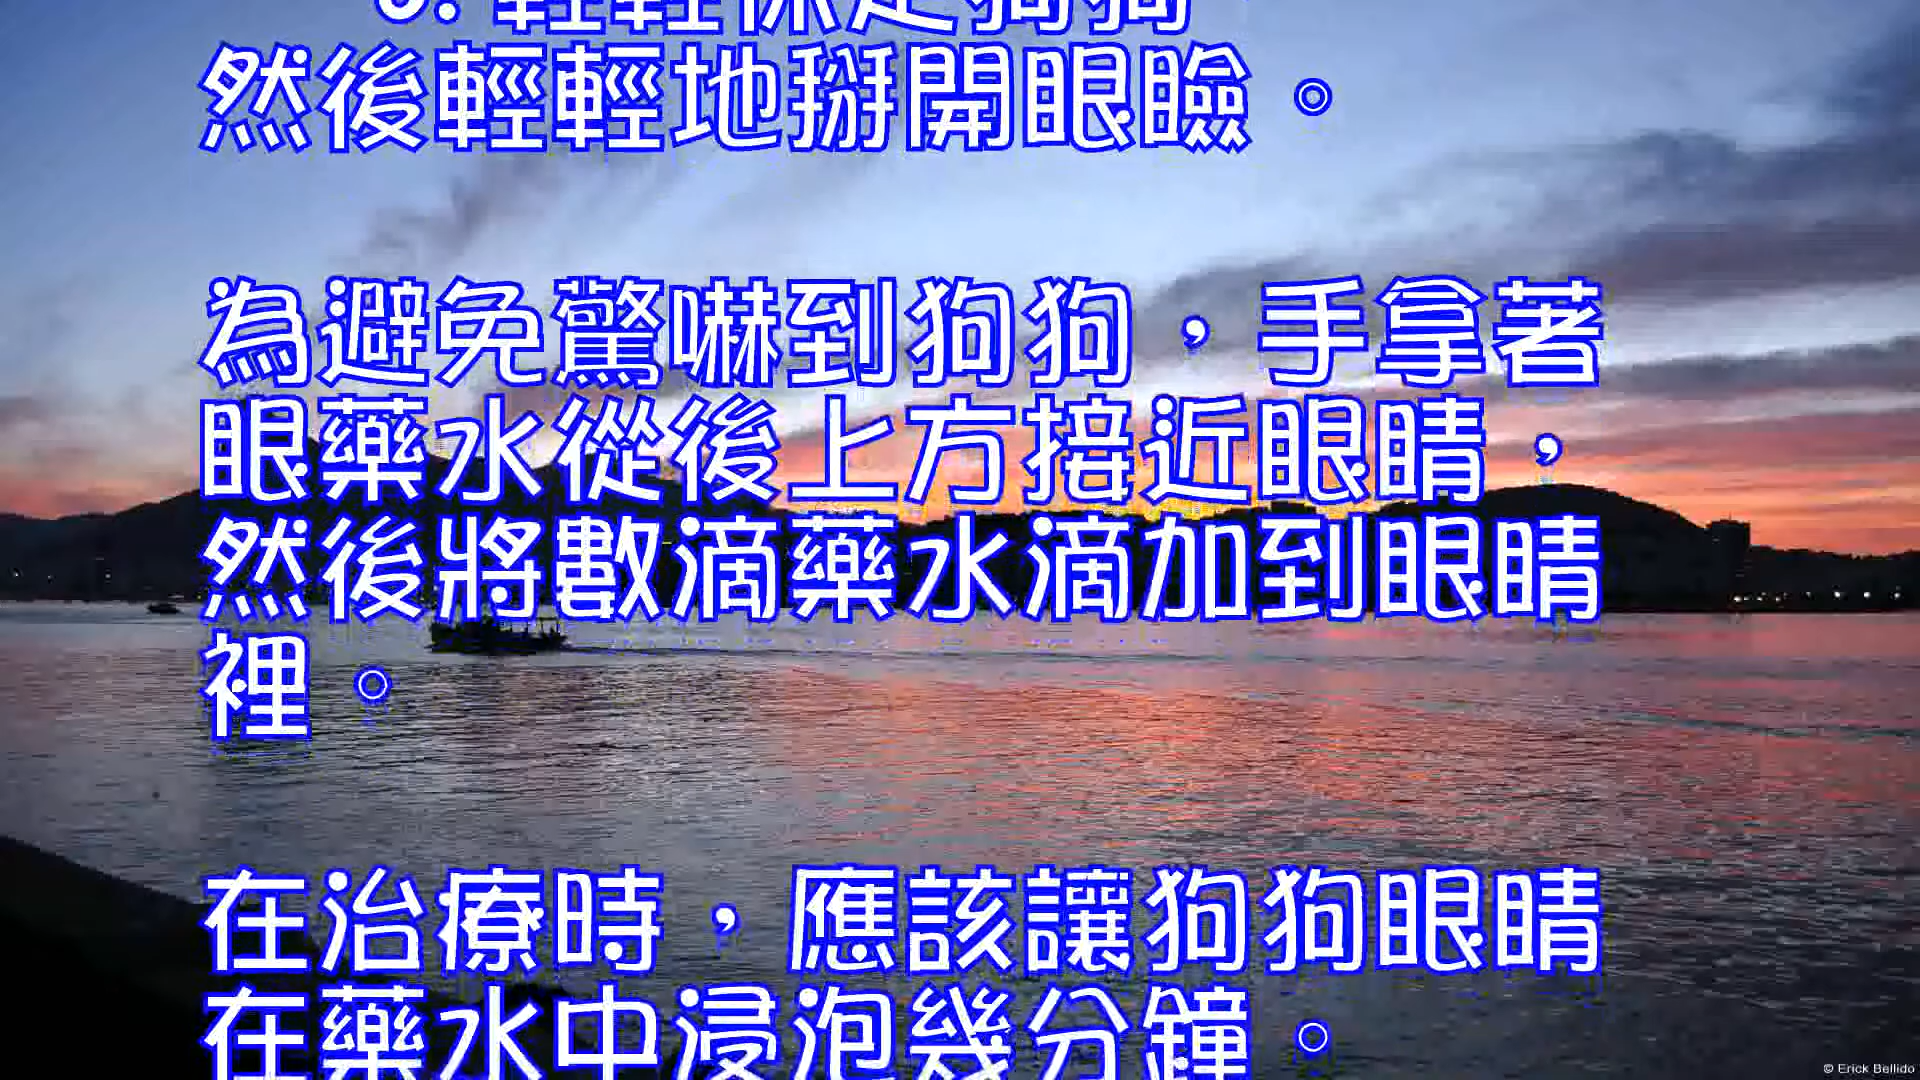 然後輕輕地掰開眼瞼。
為避免驚嚇到狗狗，手拿著
眼藥水從後上方接近眼睛，
然後將數滴藥水滴加到眼睛
裡。
在治療時，應該讓狗狗眼睛
在藥水中浸泡幾分鐘。
© Erick Bellido